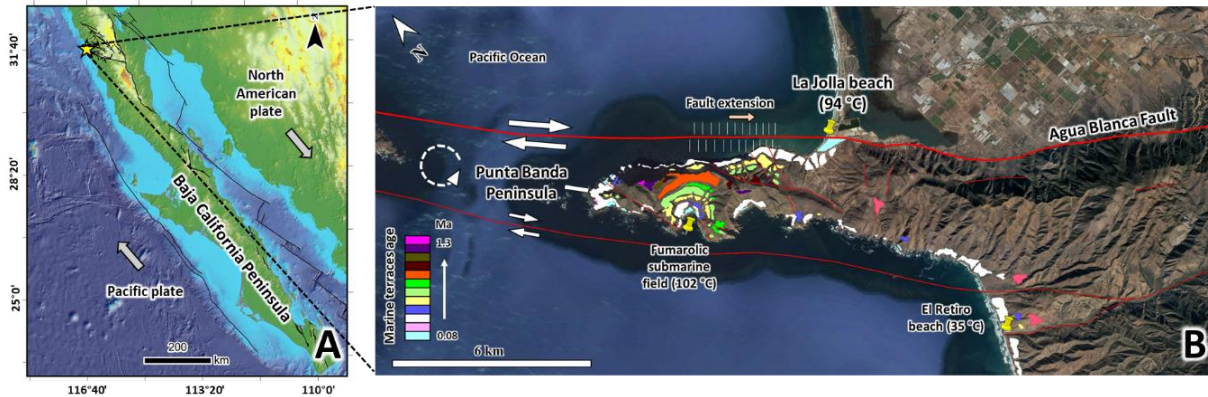 31°40'
28°20'
25°0'
116°40'
113°20'
110°0'
N
North
American
plate
Baja California Peninsula
Pacific plate
200
km
A
N
Pacific Ocean
La Jolla beach
(94 °C)
Fault extension
Agua Blanca Fault
Punta Banda
Peninsula
Marine terraces age
Ma
1.3
0.08
Fumarolic
submarine
field (102 °C)
El Retiro
beach (35 °C)
6 km
B